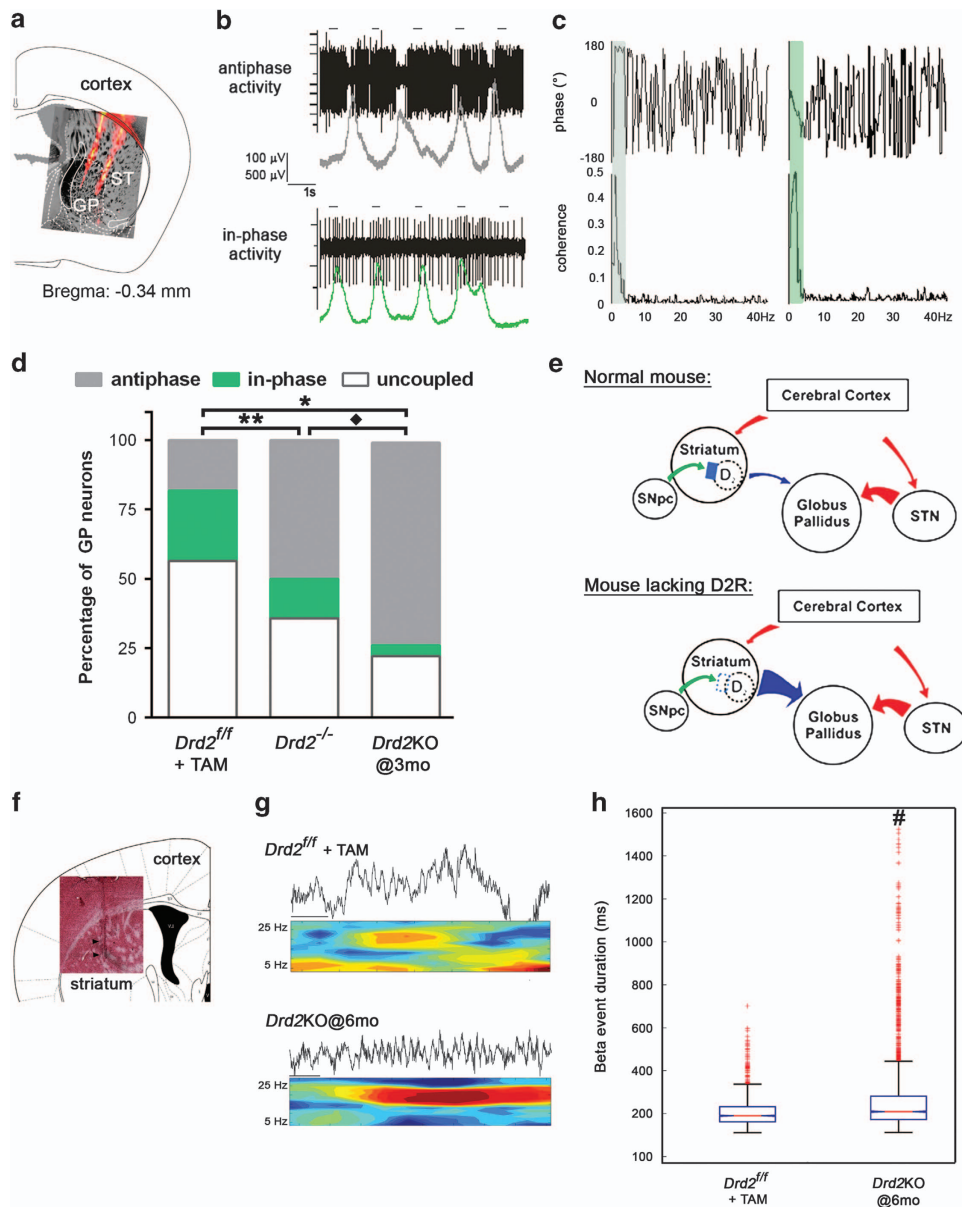 a
cortex
ST
GP
Bregma: -0.34 mm
b
antiphase
activity
100 µV
500 µV
1s
in-phase
activity
c
180
phase (°)
0
-180
0.5
0.4
0.3
coherence
0.2
0.1
0
0 10 20 30 40Hz
0 10 20 30 40Hz
d
antiphase in-phase uncoupled
*
** ◆
100
75
50
25
0
Percentage of GP neurons
Drd2f/f
+ TAM
Drd2-/-
Drd2KO
@3mo
e
Normal mouse:
Cerebral Cortex
Striatum
D
SNpc
Globus
Pallidus
STN
Mouse lacking D2R:
Cerebral Cortex
Striatum
D
SNpc
Globus
Pallidus
STN
f
cortex
striatum
g
Drd2f/f + TAM
25 Hz
5 Hz
Drd2KO@6mo
25 Hz
5 Hz
h
#
1600
1400
1000
800
600
400
200
100
Beta event duration (ms)
Drd2f/f
+ TAM
Drd2KO
@6mo